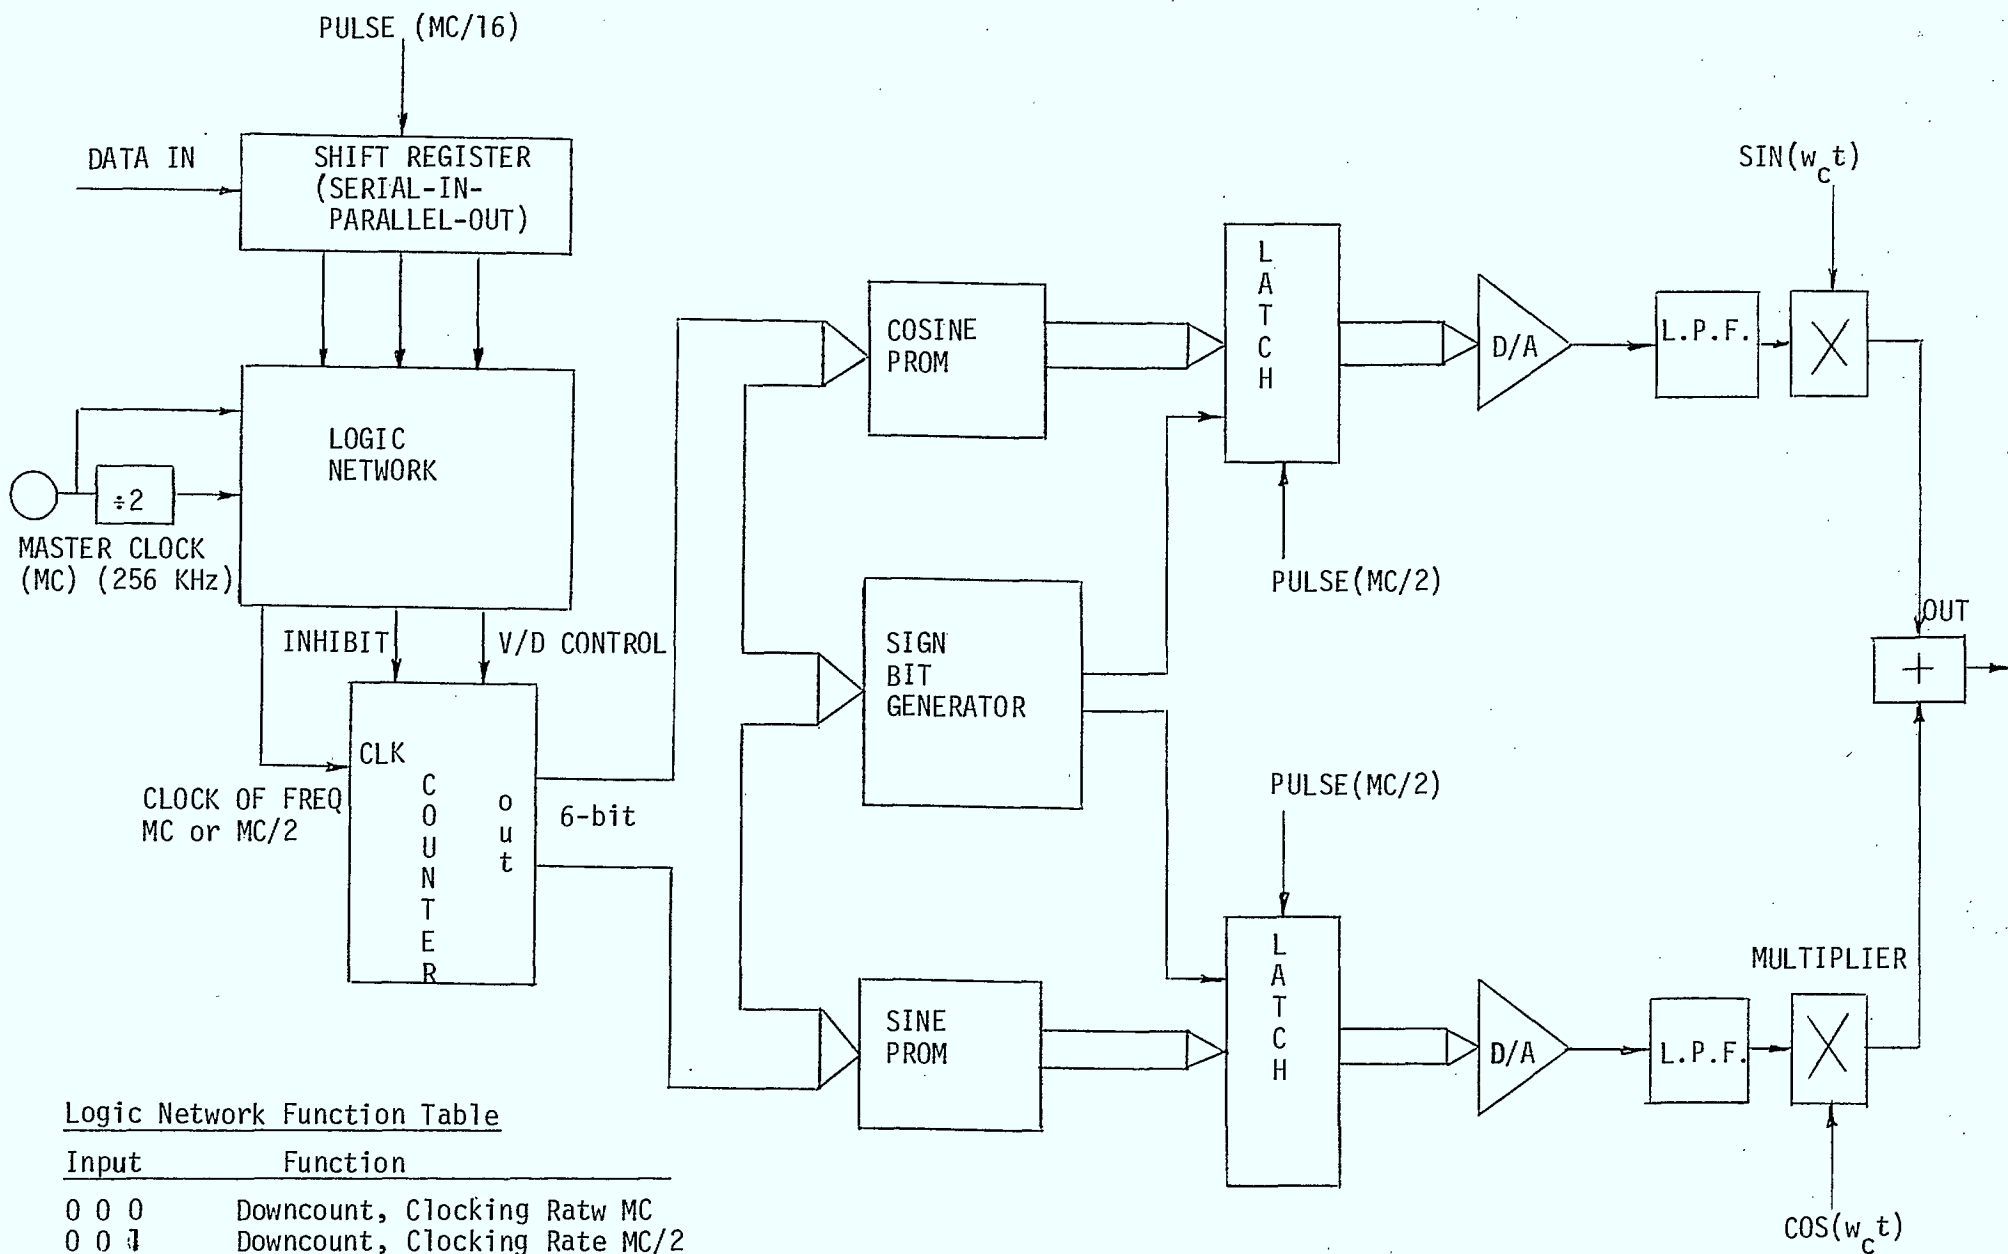 PULSE (MC/16)
DATA IN
SHIFT REGISTER
(SERIAL-IN-
PARALLEL-OUT)
SIN(wct)
LATCH
COSINE
PROM
D/A
L.P.F.
X
LOGIC
NETWORK
÷2
MASTER CLOCK
(MC) (256 KHz)
PULSE(MC/2)
INHIBIT
V/D CONTROL
SIGN
BIT
GENERATOR
OUT
+
CLK
COUNTER
out
6-bit
CLOCK OF FREQ
MC or MC/2
PULSE(MC/2)
LATCH
MULTIPLIER
SINE
PROM
D/A
L.P.F.
X
COS(wct)
Logic Network Function Table
Input Function
0 0 0 Downcount, Clocking Ratw MC
0 0 1 Downcount, Clocking Rate MC/2